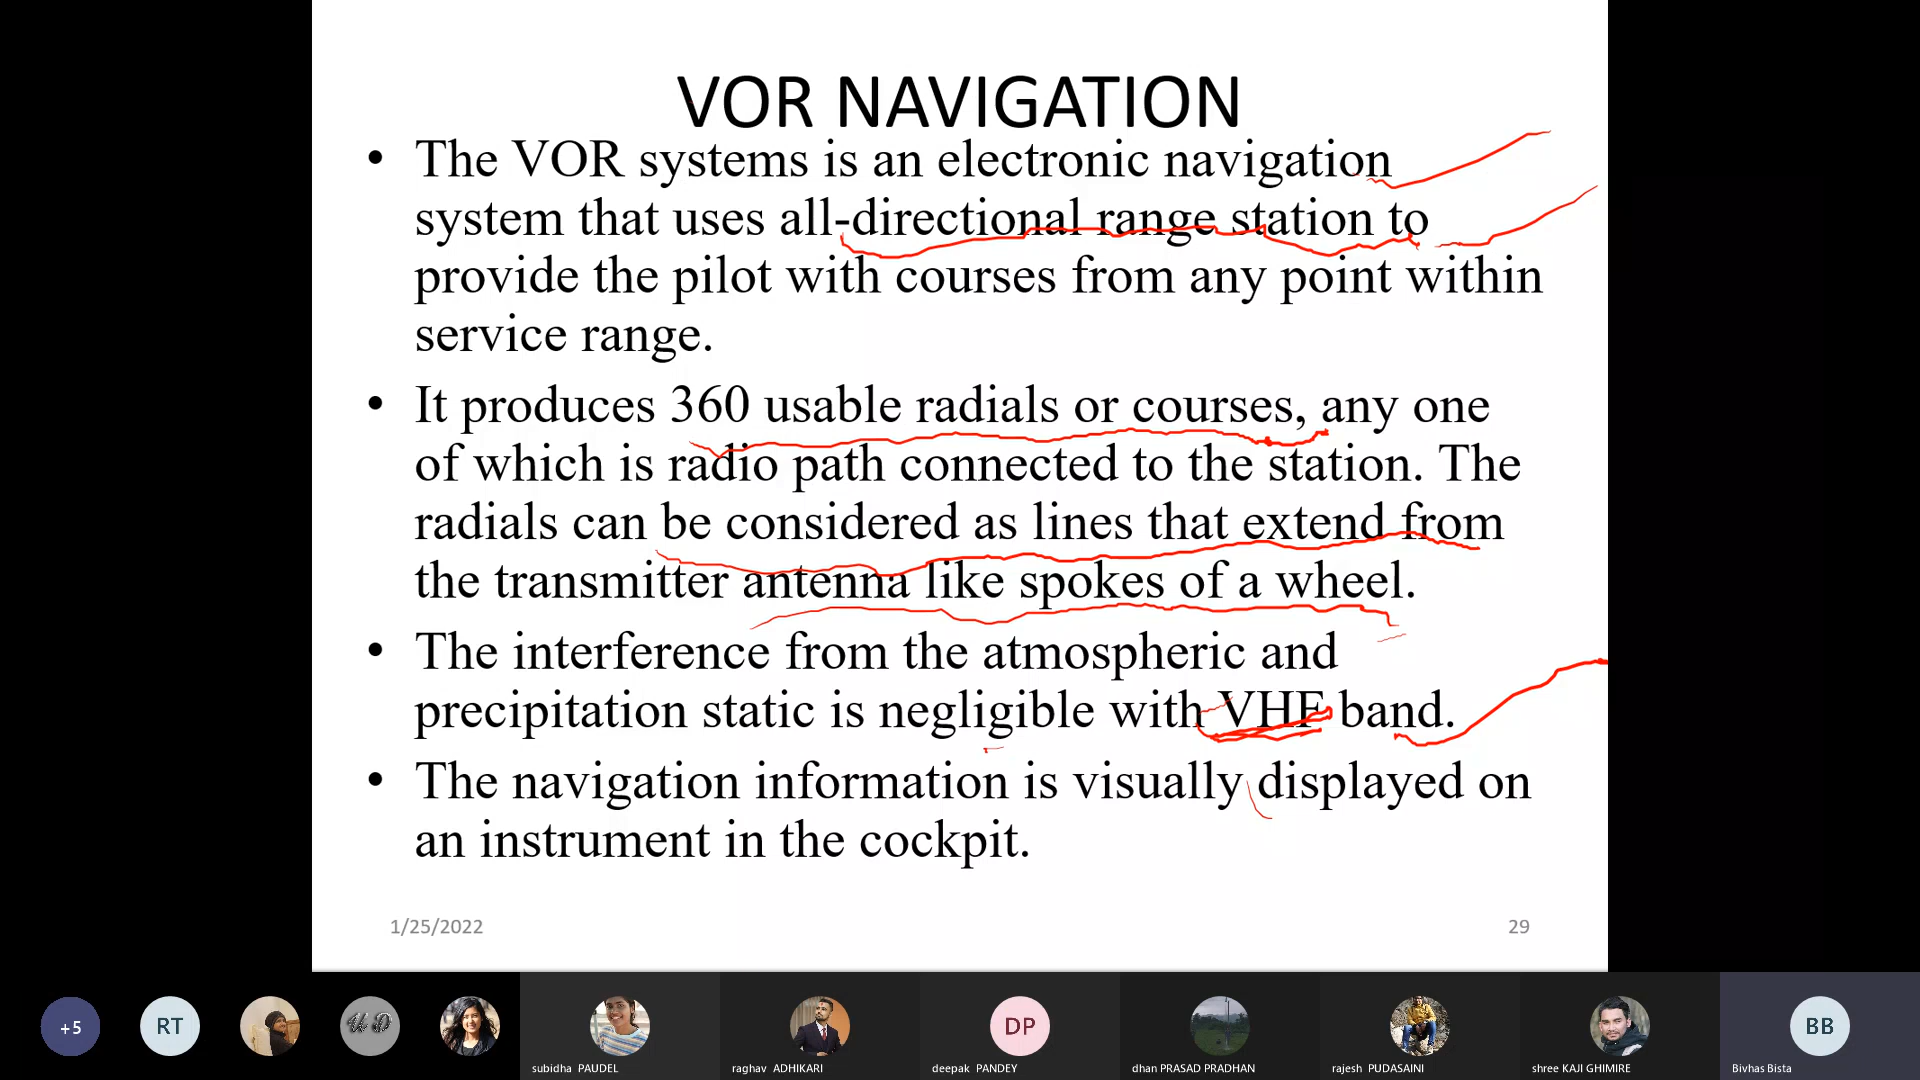 VOR NAVIGATION
• The VOR systems is an electronic navigation
system that uses all-directional range station to
provide the pilot with courses from any point within
service range.
• It produces 360 usable radials or courses, any one
of which is radio path connected to the station. The
radials can be considered as lines that extend from
the transmitter antenna like spokes of a wheel.
• The interference from the atmospheric and
precipitation static is negligible with VHF band.
• The navigation information is visually displayed on
an instrument in the cockpit.
1/25/2022
29
+5
RT
U D
DP
BB
subidha PAUDEL
raghav ADHIKARI
deepak PANDEY
dhan PRASAD PRADHAN
rajesh PUDASAINI
shree KAJI GHIMIRE
Bivhas Bista